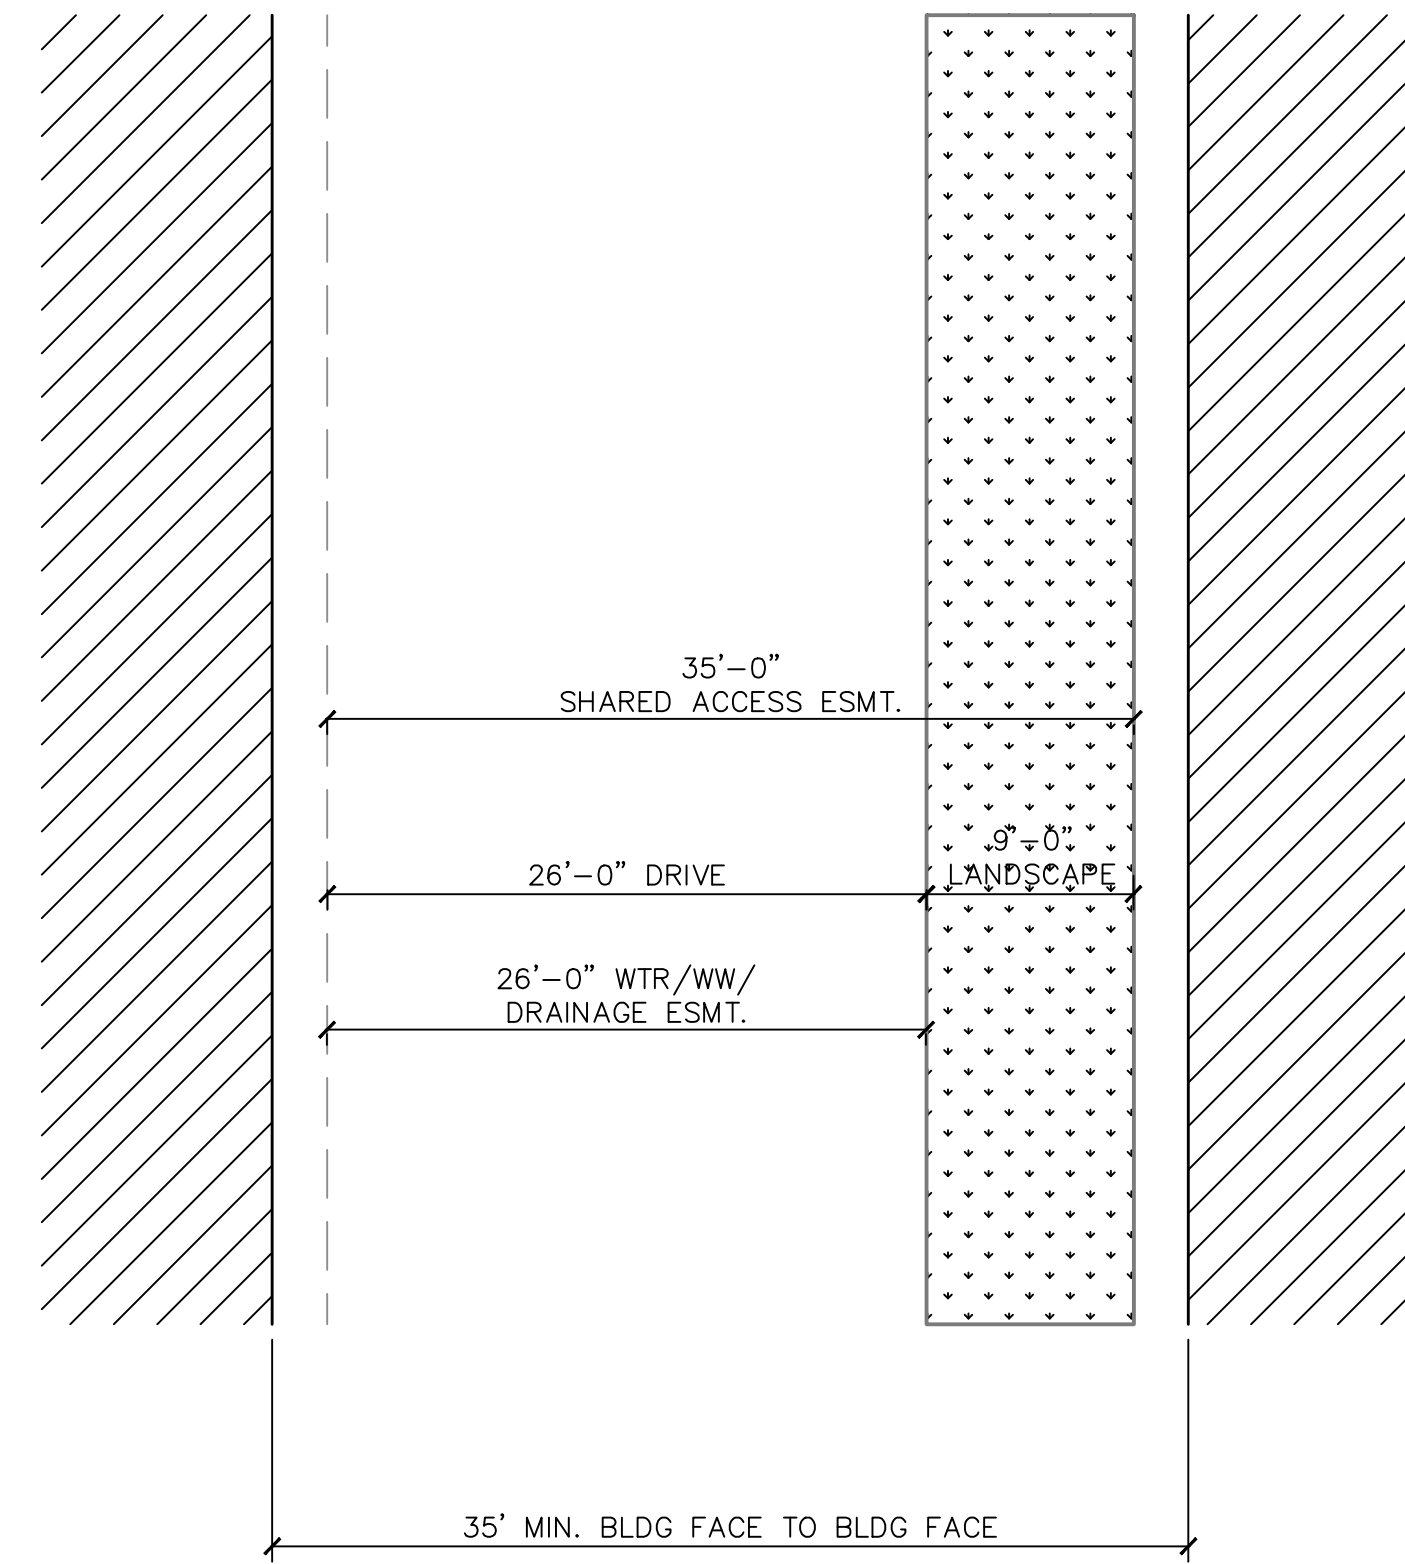 35'-0"
SHARED ACCESS ESMT.
9'-0"
26'-0" DRIVE
LANDSCAPE
26'-0" WTR/WW/
DRAINAGE ESMT.
35' MIN. BLDG FACE TO BLDG FACE